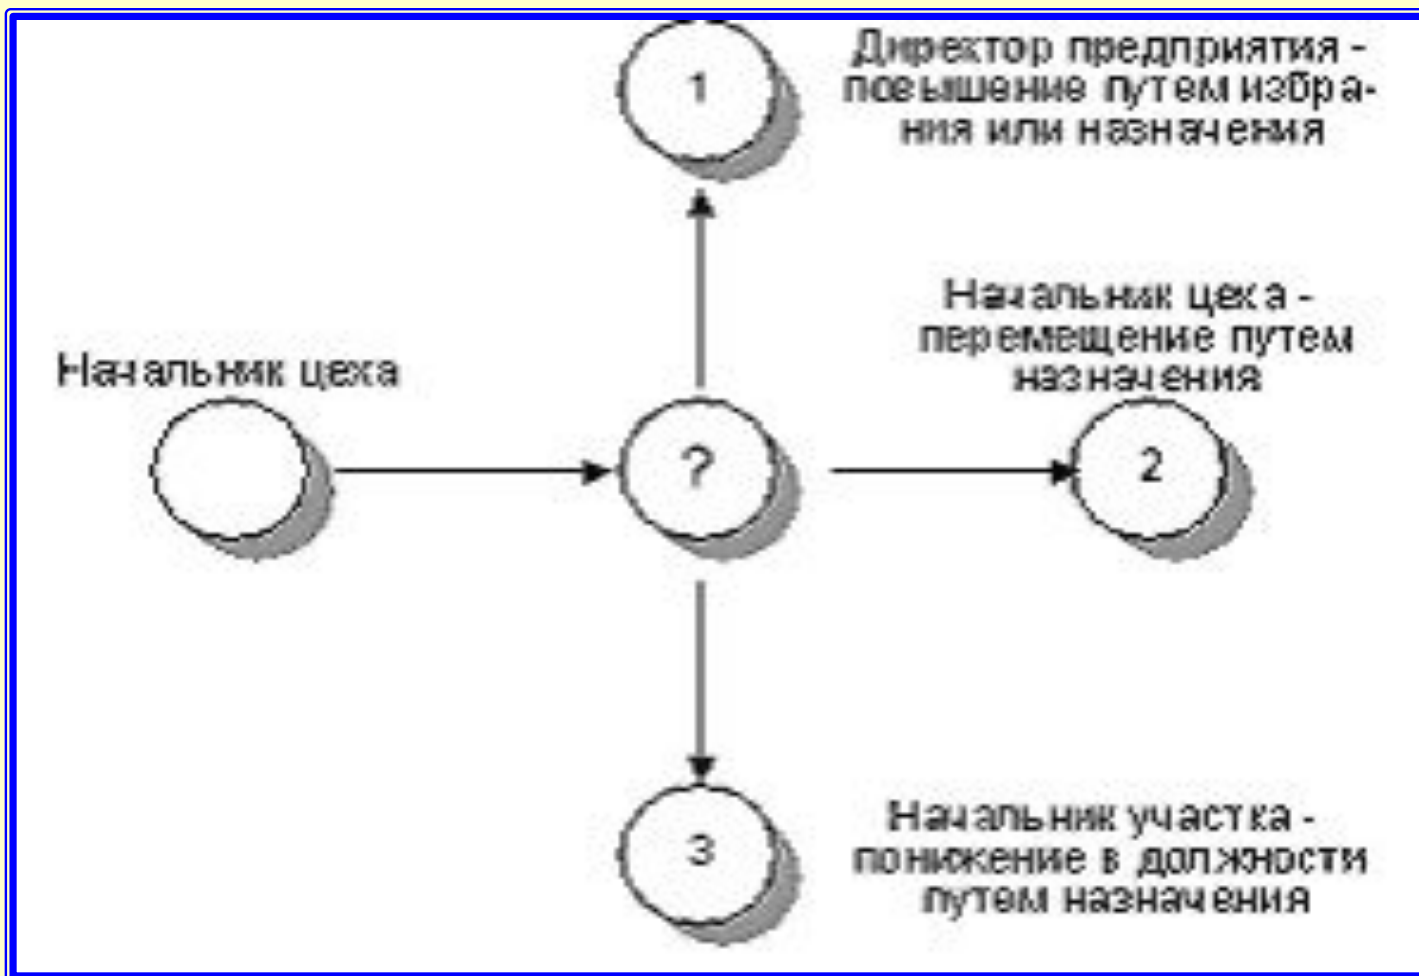 1
Директор предприятия -
повышение путем избра-
ния или назначения
Начальник цеха
?
Начальник цеха -
перемещение путем
назначения
2
3
Начальник участка -
понижение в должности
путем назначения